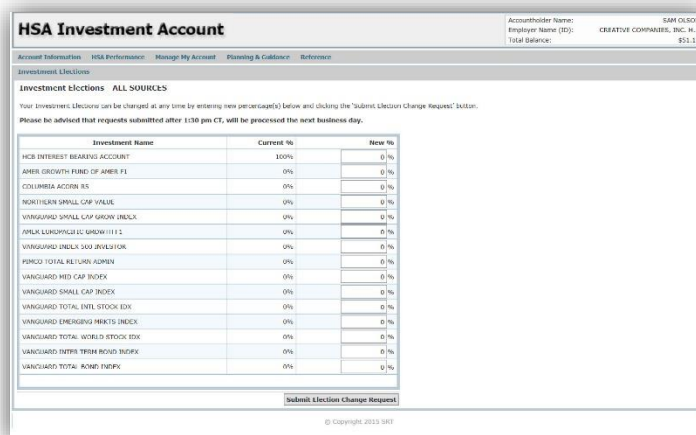 HSA Investment Account
Accountholder Name: SAM OLSO
Employer Name (ID): CREATIVE COMPANIES, INC. H.
Total Balance: $51.1
Account Information HSA Performance Manage My Account Planning & Guidance Reference
Investment Elections
Investment Elections ALL SOURCES
Your Investment Elections can be changed at any time by entering new percentage(s) below and clicking the 'Submit Election Change Request' button.
Please be advised that requests submitted after 1:30 pm CT, will be processed the next business day.
Investment Name Current % New %
HCB INTEREST BEARING ACCOUNT 100% 0 %
AMER GROWTH FUND OF AMER F1 0% 0 %
COLUMBIA ACORN R5 0% 0 %
NORTHERN SMALL CAP VALUE 0% 0 %
VANGUARD SMALL CAP GROW INDEX 0% 0 %
AMER EUROPACIFIC GROWTH F1 0% 0 %
VANGUARD INDEX 500 INVESTOR 0% 0 %
PIMCO TOTAL RETURN ADMIN 0% 0 %
VANGUARD MID CAP INDEX 0% 0 %
VANGUARD SMALL CAP INDEX 0% 0 %
VANGUARD TOTAL INTL STOCK IDX 0% 0 %
VANGUARD EMERGING MRKTS INDEX 0% 0 %
VANGUARD TOTAL WORLD STOCK IDX 0% 0 %
VANGUARD INTER TERM BOND INDEX 0% 0 %
VANGUARD TOTAL BOND INDEX 0% 0 %
Submit Election Change Request
© Copyright 2015 SRT